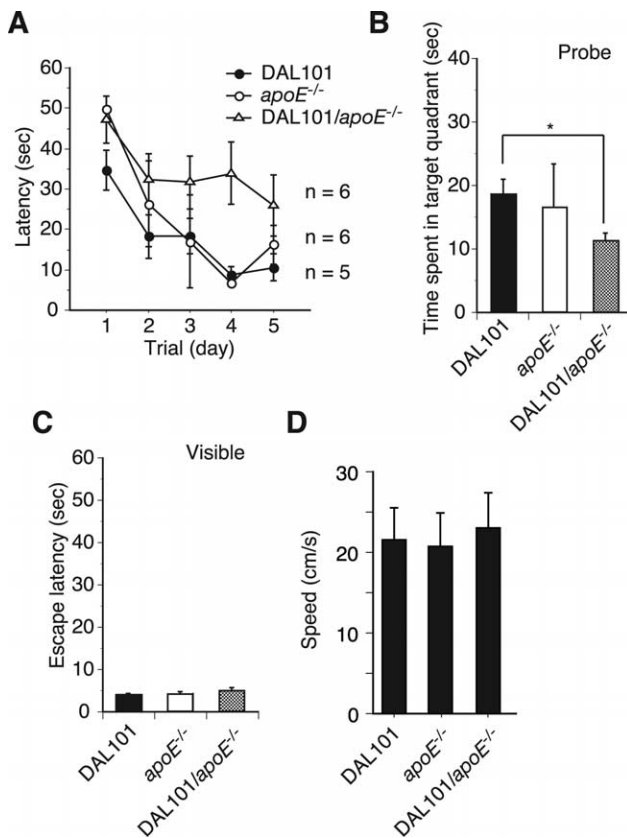 A
DAL101
apoE-/-
DAL101/apoE-/-
60
50
40
30
20
10
0
Latency (sec)
n = 6
n = 6
n = 5
1 2 3 4 5
Trial (day)
B
Probe
*
40
30
20
10
0
Time spent in target quadrant (sec)
DAL101
apoE-/-
DAL101/apoE-/-
C
Visible
60
50
40
30
20
10
0
Escape latency (sec)
DAL101
apoE-/-
DAL101/apoE-/-
D
30
20
10
0
Speed (cm/s)
DAL101
apoE-/-
DAL101/apoE-/-